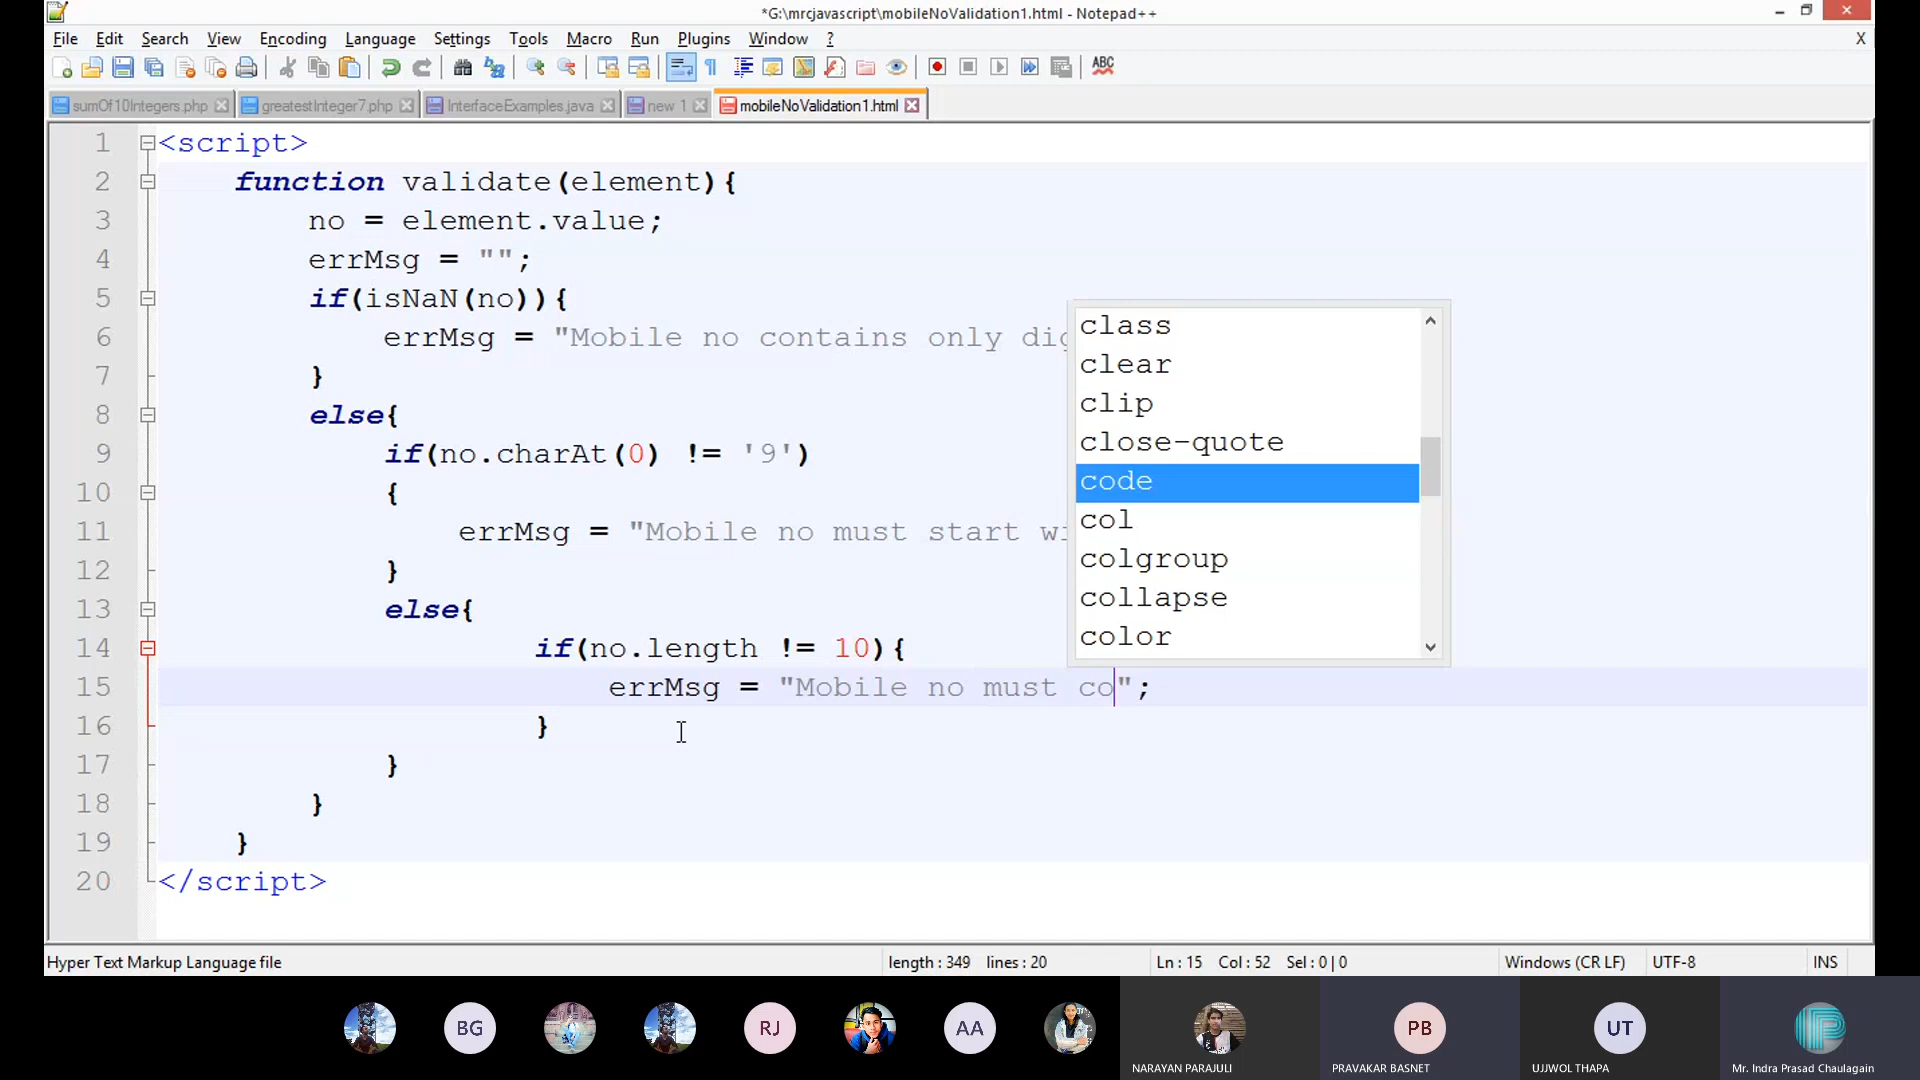 *G:\mrcjavascript\mobileNoValidation1.html - Notepad++
File Edit Search View Encoding Language Settings Tools Macro Run Plugins Window ? X
ABC
sumOf10Integers.php greatestInteger7.php InterfaceExamples.java new 1 mobileNoValidation1.html
1 <script>
2 function validate(element){
3 no = element.value;
4 errMsg = "";
5 if(isNaN(no)){
6 errMsg = "Mobile no contains only dig
7 }
8 else{
9 if(no.charAt(0) != '9')
10 {
11 errMsg = "Mobile no must start wi
12 }
13 else{
14 if(no.length != 10){
15 errMsg = "Mobile no must co";
16 }
17 }
18 }
19 }
20 </script>
class
clear
clip
close-quote
code
col
colgroup
collapse
color
Hyper Text Markup Language file length : 349 lines : 20 Ln : 15 Col : 52 Sel : 0 | 0 Windows (CR LF) UTF-8 INS
BG RJ AA PB UT
NARAYAN PARAJULI PRAVAKAR BASNET UJJWOL THAPA Mr. Indra Prasad Chaulagain